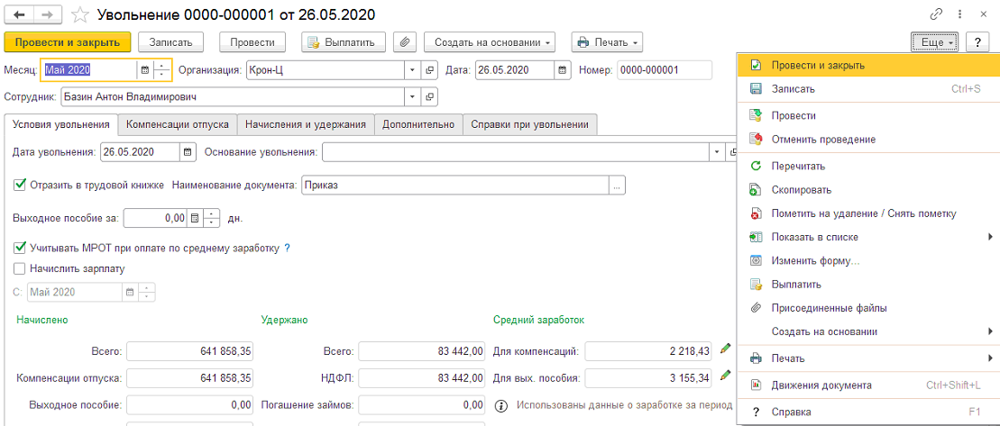 Увольнение 0000-000001 от 26.05.2020
Провести и закрыть Записать Провести Выплатить Создать на основании Печать Еще ?
Месяц: Май 2020 Организация: Крон-Ц Дата: 26.05.2020 Номер: 0000-000001
Сотрудник: Базин Антон Владимирович
Условия увольнения Компенсации отпуска Начисления и удержания Дополнительно Справки при увольнении
Дата увольнения: 26.05.2020 Основание увольнения:
Отразить в трудовой книжке Наименование документа: Приказ ...
Выходное пособие за: 0,00 дн.
Учитывать МРОТ при оплате по среднему заработку ?
Начислить зарплату
С: Май 2020
Начислено Удержано Средний заработок
Всего: 641 858,35 Всего: 83 442,00 Для компенсаций: 2 218,43
Компенсации отпуска: 641 858,35 НДФЛ: 83 442,00 Для вых. пособия: 3 155,34
Выходное пособие: 0,00 Погашение займов: 0,00 Использованы данные о заработке за период
Провести и закрыть
Записать Ctrl+S
Провести
Отменить проведение
Перечитать
Скопировать
Пометить на удаление / Снять пометку
Показать в списке
Изменить форму...
Выплатить
Присоединенные файлы
Создать на основании
Печать
Движения документа Ctrl+Shift+L
? Справка F1